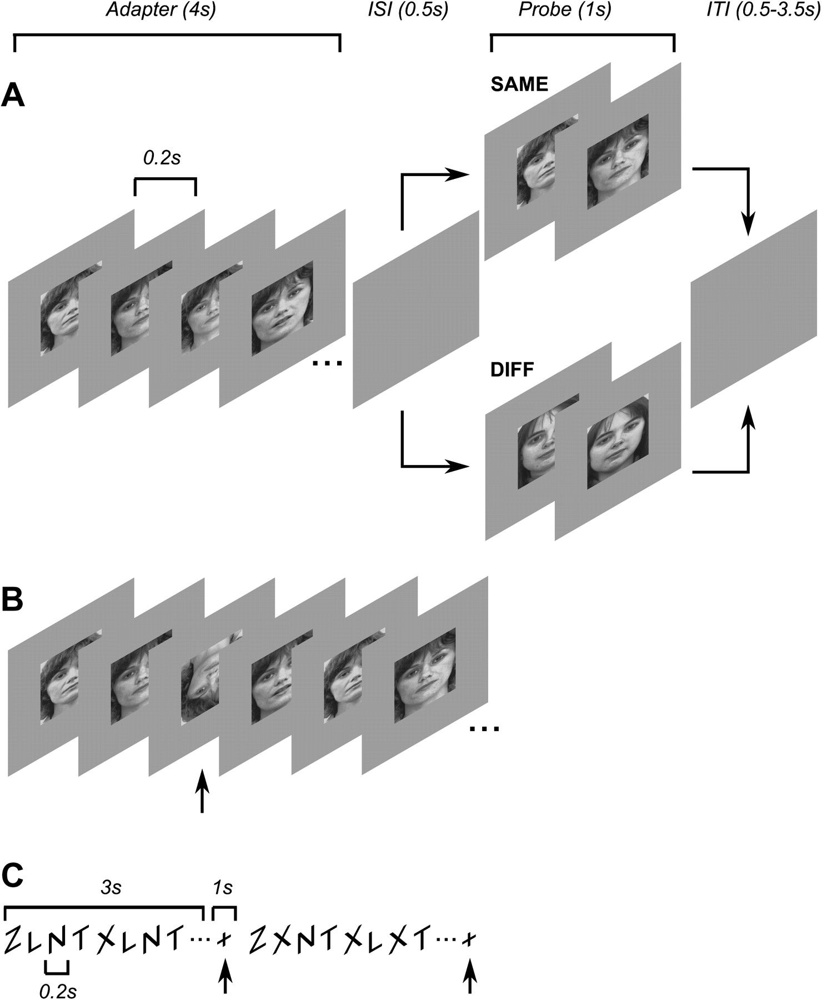 Adapter (4s) ISI (0.5s) Probe (1s) ITI (0.5-3.5s)
A
SAME
0.2s
...
DIFF
B
...
C
3s 1s
Z L N T X L N T ... + Z X N T X L X T ... +
0.2s